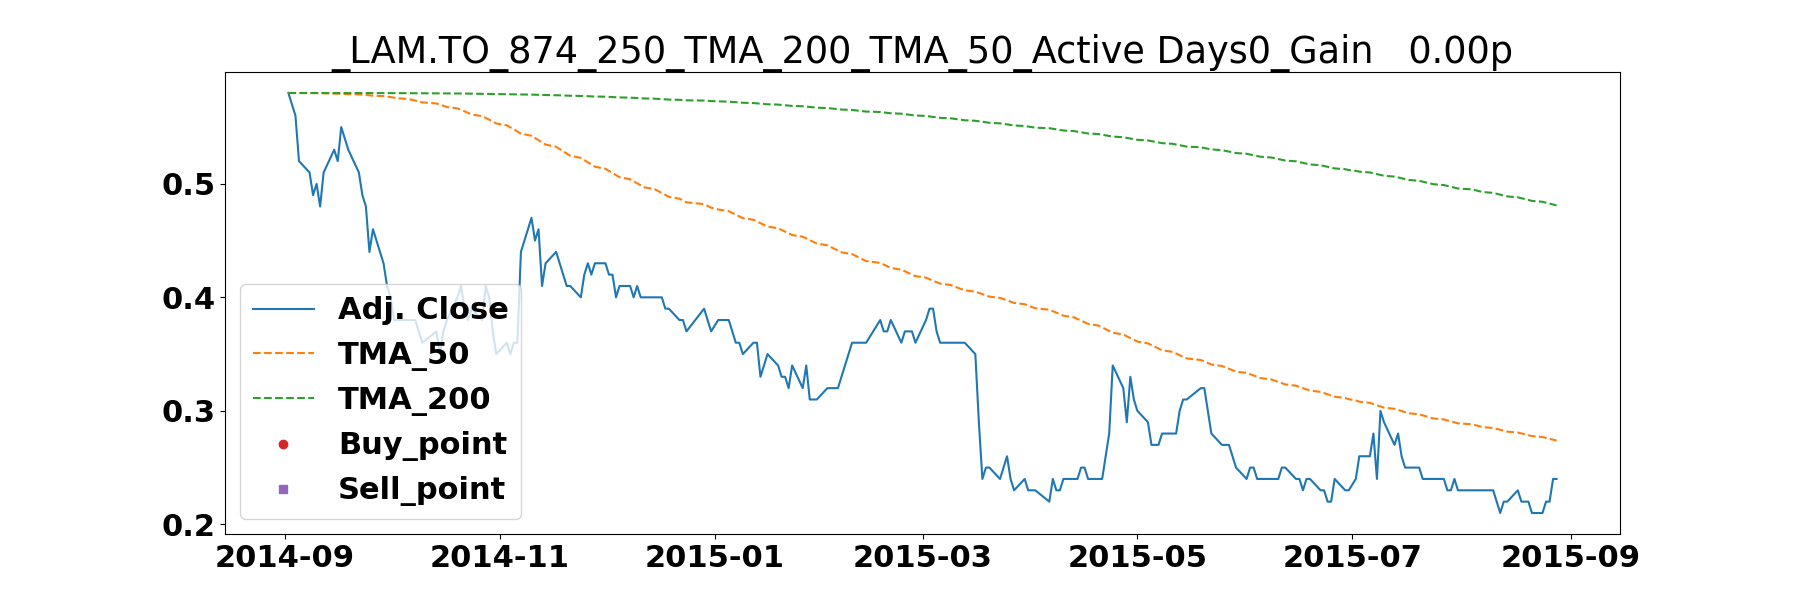 _LAM.TO_874_250_TMA_200_TMA_50_Active Days0_Gain   0.00p
0.5
0.4
0.3
0.2
Adj. Close
TMA_50
TMA_200
Buy_point
Sell_point
2014-09 2014-11 2015-01 2015-03 2015-05 2015-07 2015-09